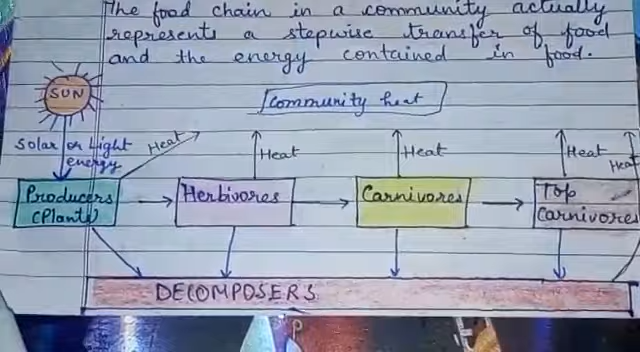 The food chain in a community actually
represents a stepwise transfer of food
and the energy contained in food.
SUN
Community heat
Solar or Light
energy
Heat
Heat
Heat
Heat
Heat
Producers
(Plant)
Herbivores
Carnivores
Top
Carnivores
DECOMPOSERS